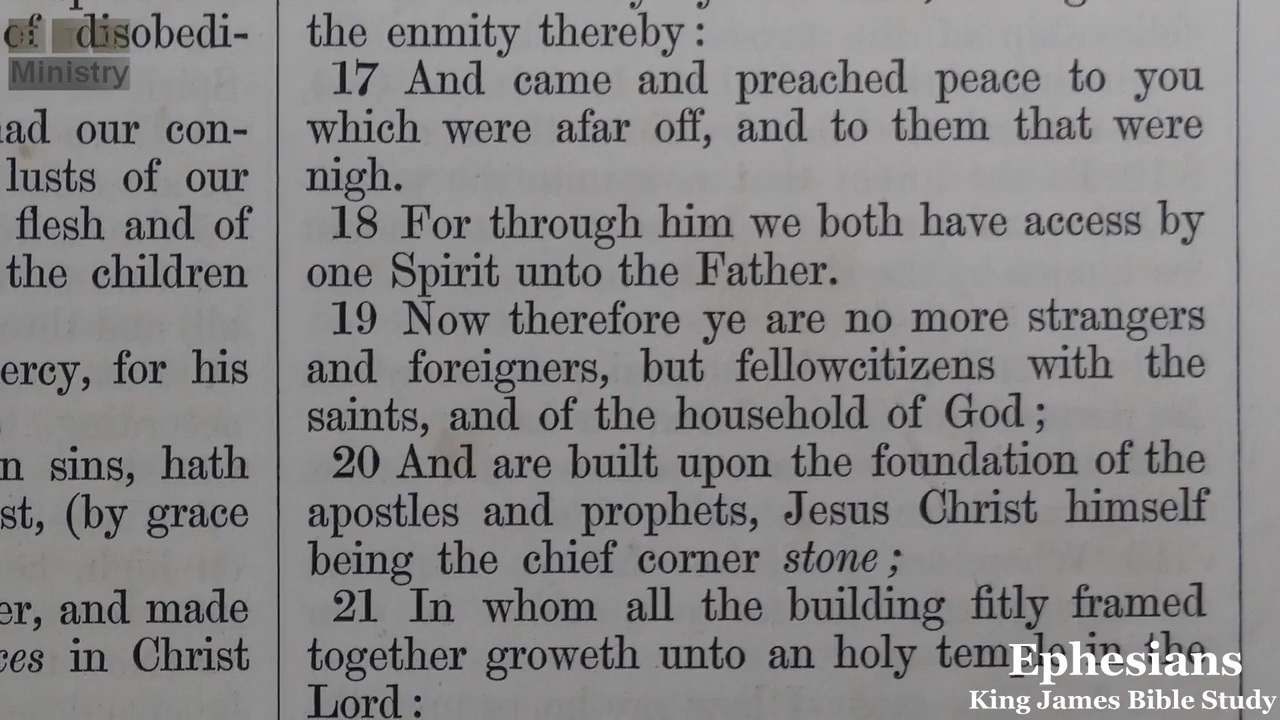 of disobedi-
ad our con-
lusts of our
flesh and of
the children
ercy, for his
n sins, hath
st, (by grace
er, and made
ces in Christ
the enmity thereby:
17 And came and preached peace to you
which were afar off, and to them that were
nigh.
18 For through him we both have access by
one Spirit unto the Father.
19 Now therefore ye are no more strangers
and foreigners, but fellowcitizens with the
saints, and of the household of God;
20 And are built upon the foundation of the
apostles and prophets, Jesus Christ himself
being the chief corner stone;
21 In whom all the building fitly framed
together groweth unto an holy temple in the
Lord:
Ministry
Ephesians
King James Bible Study